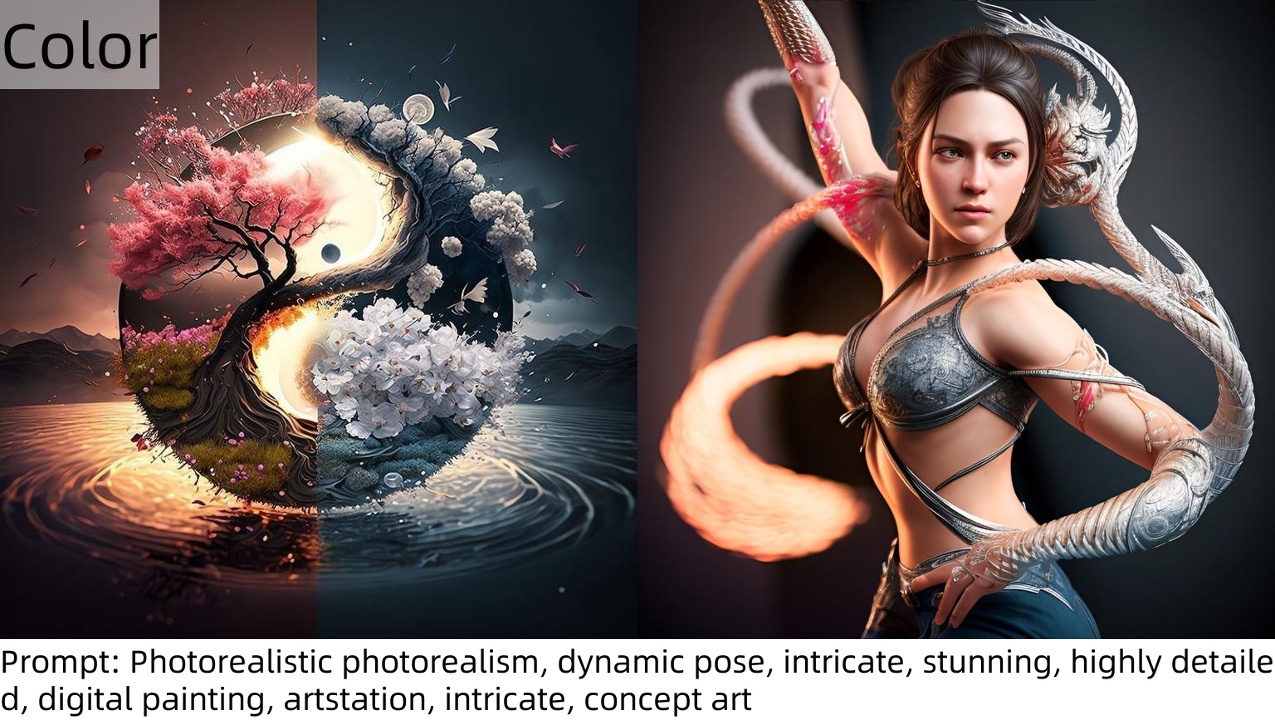 Color
Prompt: Photorealistic photorealism, dynamic pose, intricate, stunning, highly detaile
d, digital painting, artstation, intricate, concept art